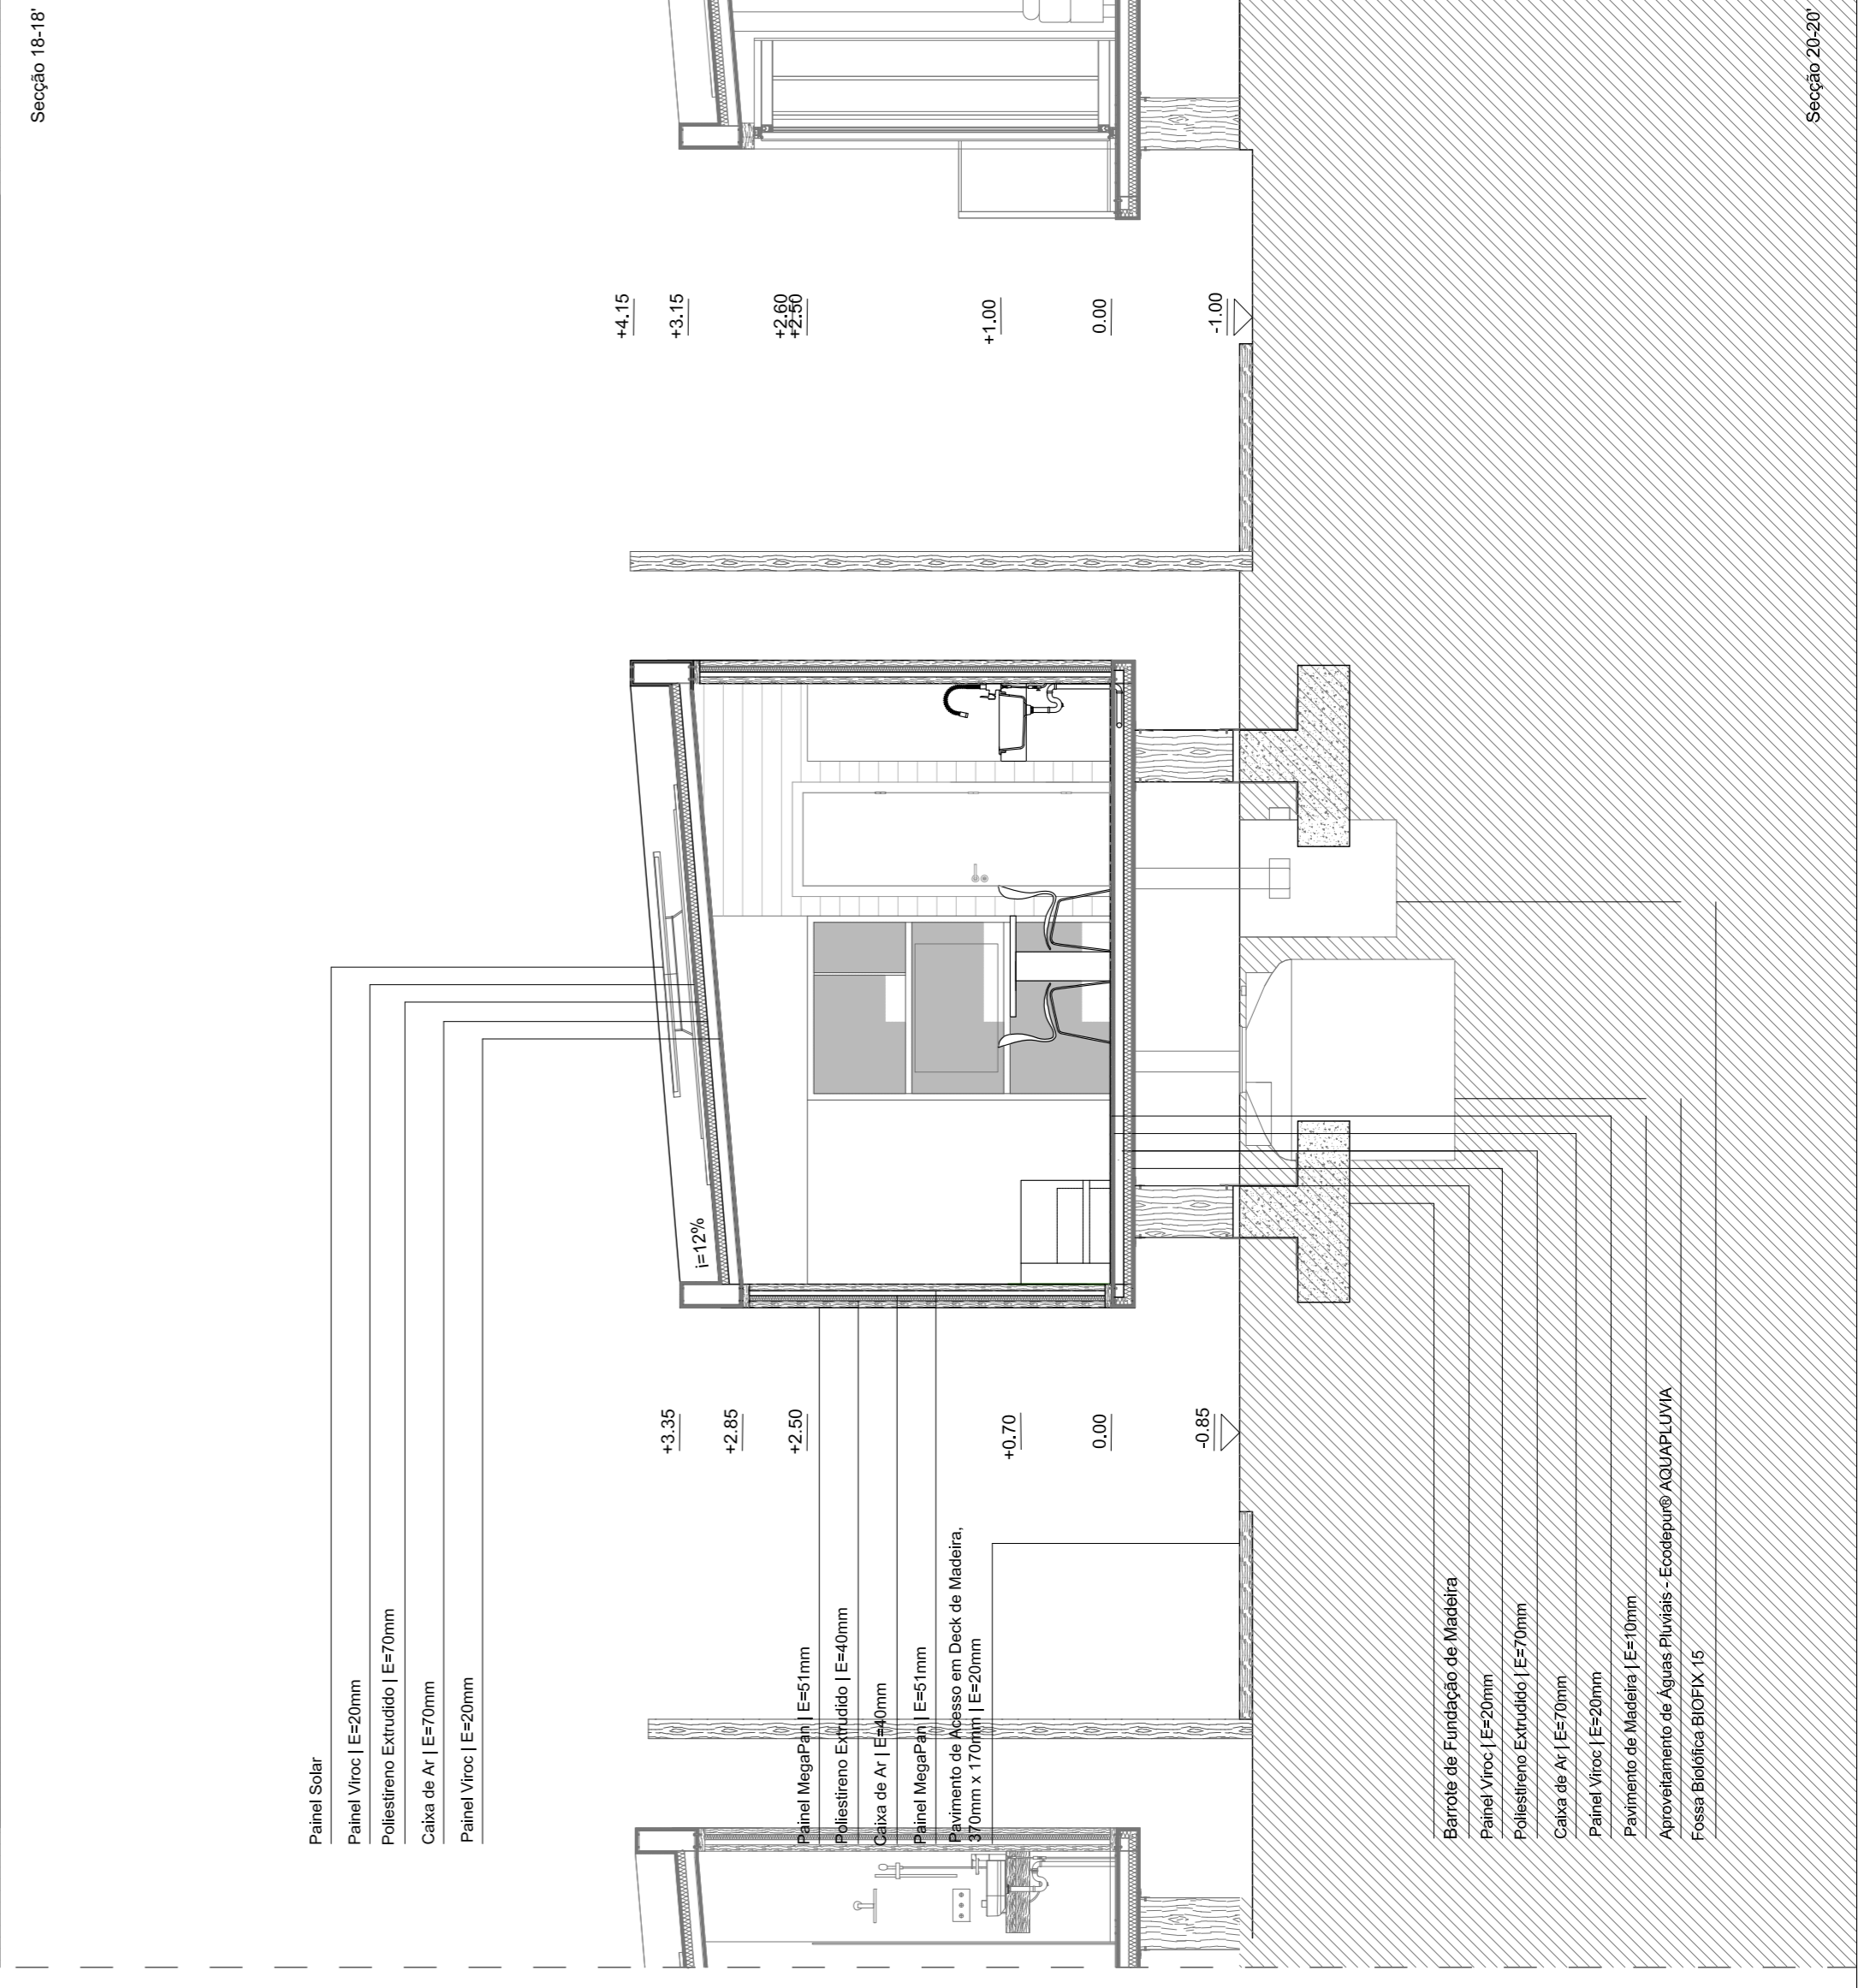 Secção 18-18'
Painel Solar
Painel Viroc | E=20mm
Poliestireno Extrudido | E=70mm
Caixa de Ar | E=70mm
Painel Viroc | E=20mm
i=12%
+4.15
+3.15
+2.60
+2.50
+1.00
0.00
-1.00
+3.35
+2.85
+2.50
+0.70
0.00
-0.85
Painel MegaPan | E=51mm
Poliestireno Extrudido | E=40mm
Caixa de Ar | E=40mm
Painel MegaPan | E=51mm
Pavimento de Acesso em Deck de Madeira,
370mm x 170mm | E=20mm
Barrote de Fundação de Madeira
Painel Viroc | E=20mm
Poliestireno Extrudido | E=70mm
Caixa de Ar | E=70mm
Painel Viroc | E=20mm
Pavimento de Madeira | E=10mm
Aproveitamento de Águas Pluviais - Ecodepur® AQUAPLUVIA
Fossa Biolófica BIOFIX 15
Secção 20-20'